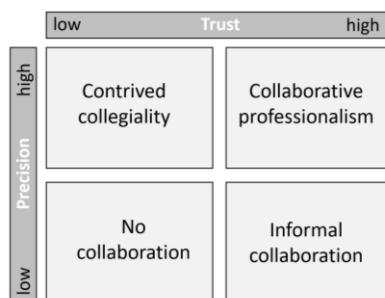 low Trust high
high
Precision
low
Contrived
collegiality
Collaborative
professionalism
No
collaboration
Informal
collaboration